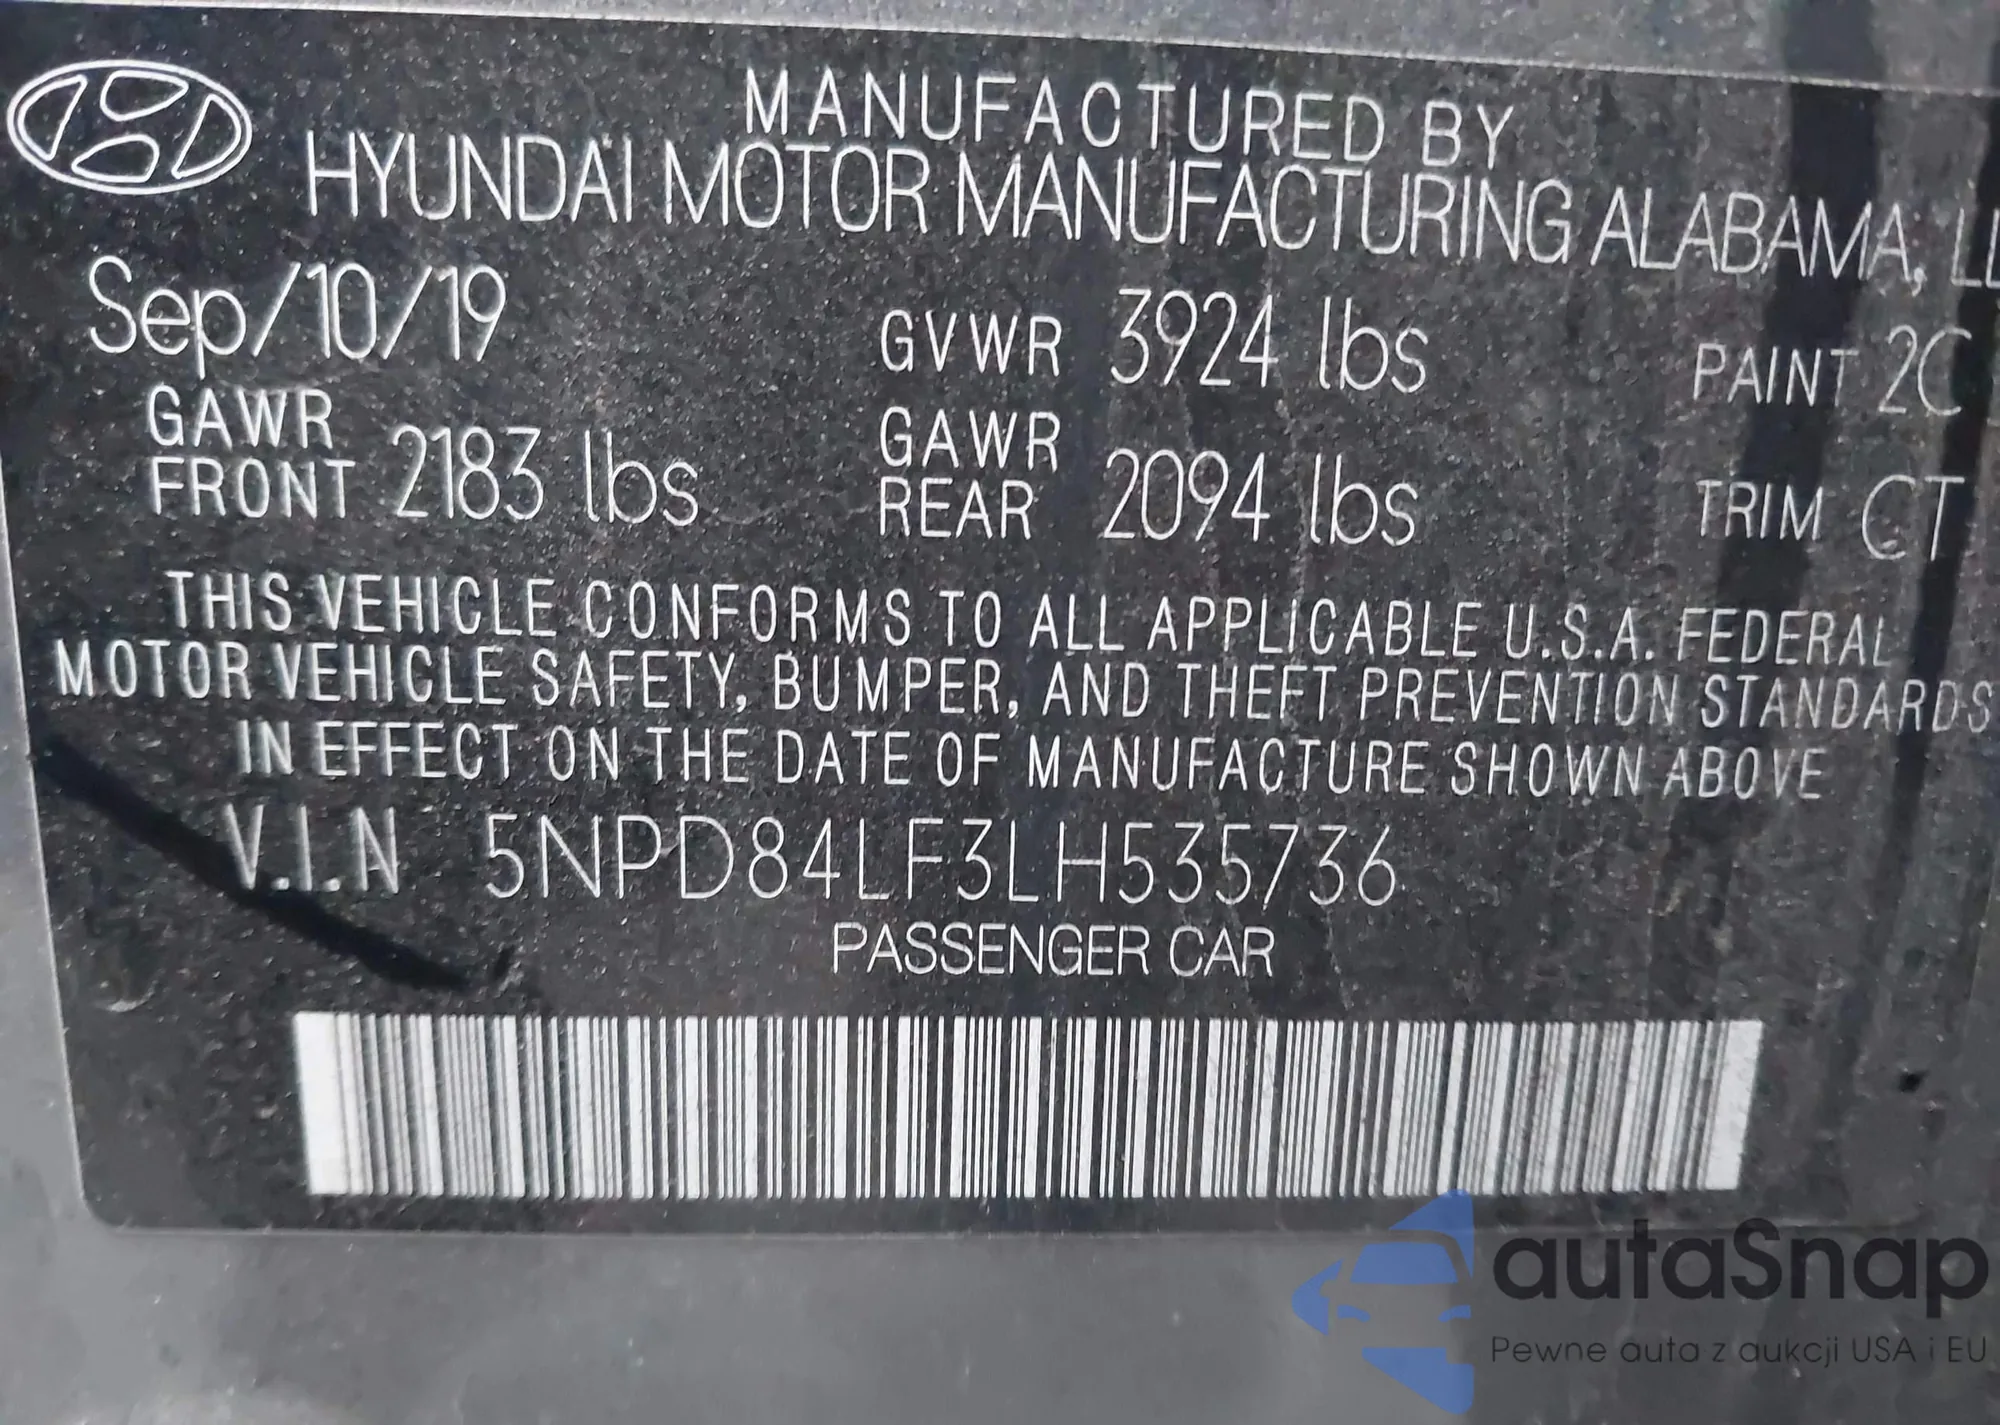 MANUFACTURED BY
HYUNDAI MOTOR MANUFACTURING ALABAMA, LL
Sep/10/19 GVWR 3924 lbs PAINT 2C
GAWR FRONT 2183 lbs GAWR REAR 2094 lbs TRIM CT
THIS VEHICLE CONFORMS TO ALL APPLICABLE U.S.A. FEDERAL
MOTOR VEHICLE SAFETY, BUMPER, AND THEFT PREVENTION STANDARDS
IN EFFECT ON THE DATE OF MANUFACTURE SHOWN ABOVE
V.I.N 5NPD84LF3LH535736
PASSENGER CAR
autaSnap
Pewne auta z aukcji USA i EU